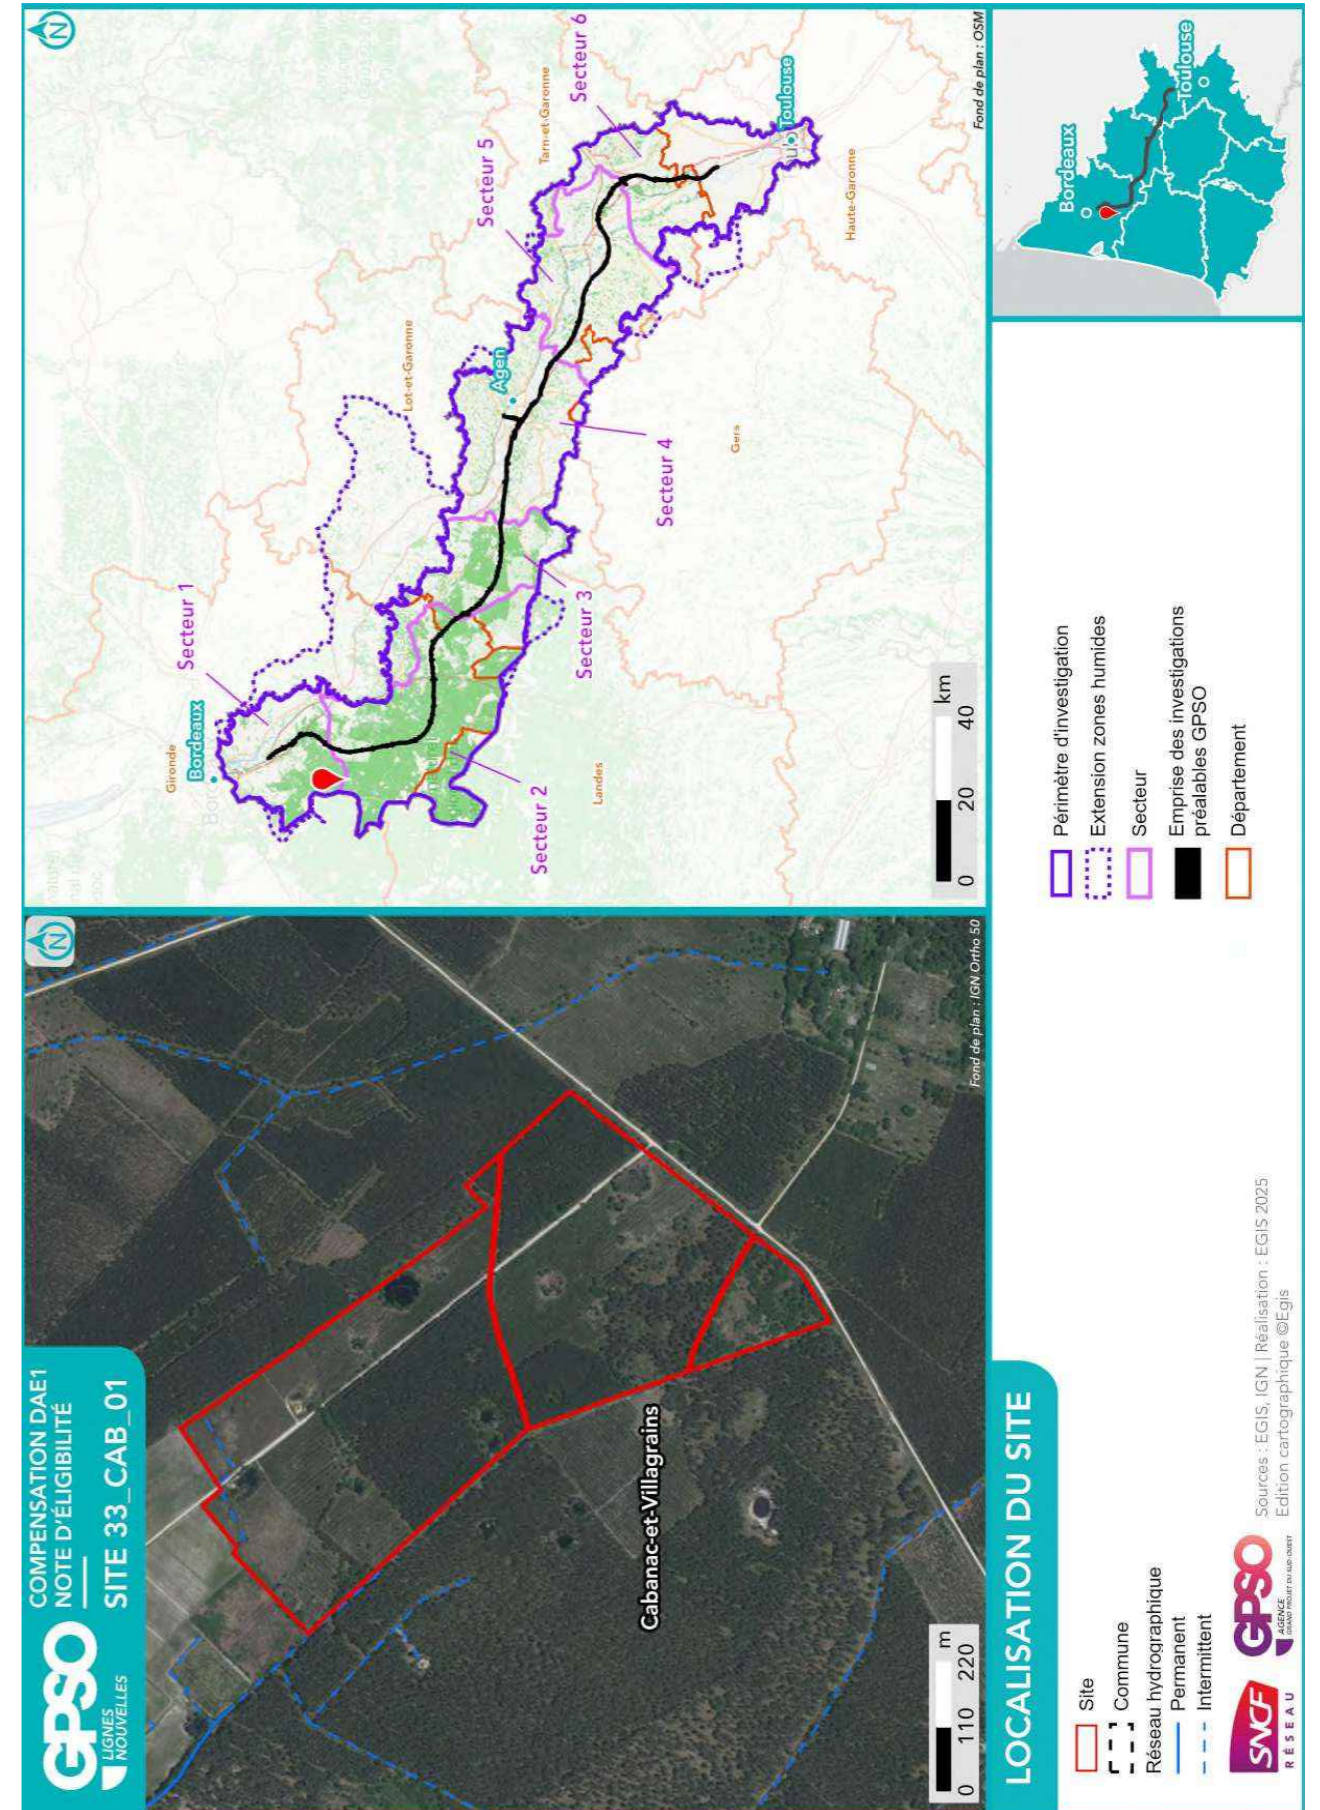 GPSO
LIGNES
NOUVELLES
COMPENSATION DAE1
NOTE D'ÉLIGIBILITÉ
SITE 33_CAB_01
N
Cabanac-et-Villagrains
0 110 220 m
Fond de plan : IGN Ortho 50
N
Gironde
Bordeaux
Secteur 1
Secteur 2
Landes
Secteur 3
Lot-et-Garonne
Agen
Secteur 4
Gers
Secteur 5
Tarn-et-Garonne
Secteur 6
Toulouse
Haute-Garonne
0 20 40 km
Fond de plan : OSM
LOCALISATION DU SITE
Site
Commune
Réseau hydrographique
Permanent
Intermittent
Périmètre d'investigation
Extension zones humides
Secteur
Emprise des investigations
préalables GPSO
Département
Bordeaux
Toulouse
SNCF
RÉSEAU
GPSO
AGENCE
GRAND PROJET DU SUD-OUEST
Sources : EGIS, IGN | Réalisation : EGIS 2025
Edition cartographique ©Egis